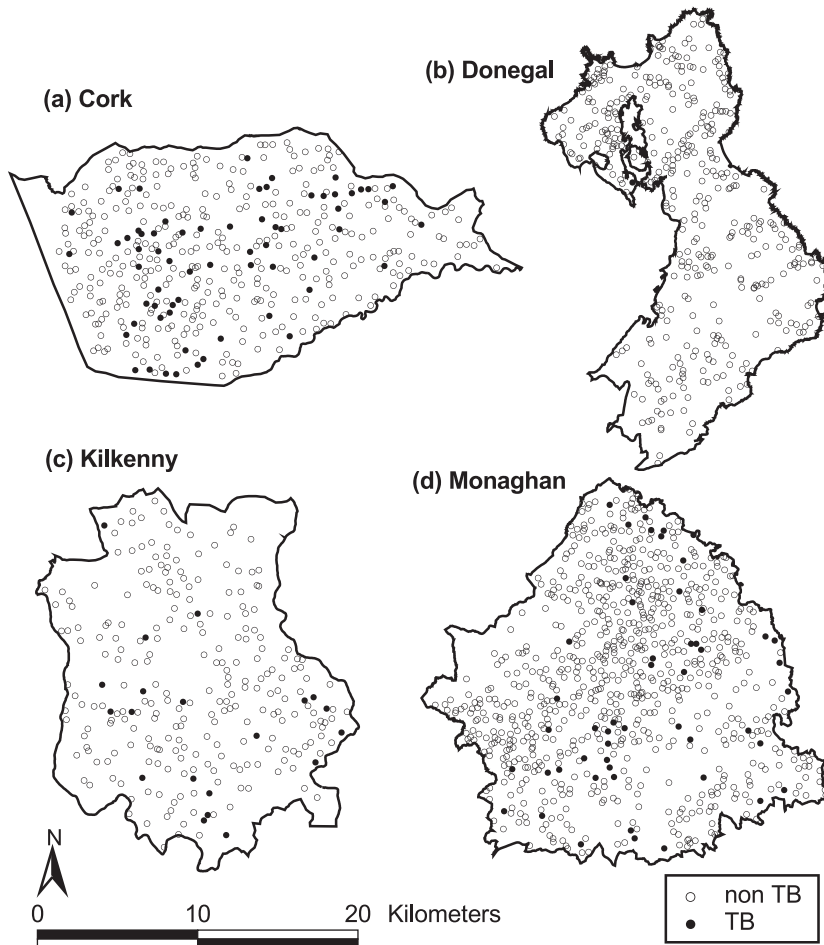 (a) Cork
(b) Donegal
(c) Kilkenny
(d) Monaghan
N
0 10 20 Kilometers
non TB
TB